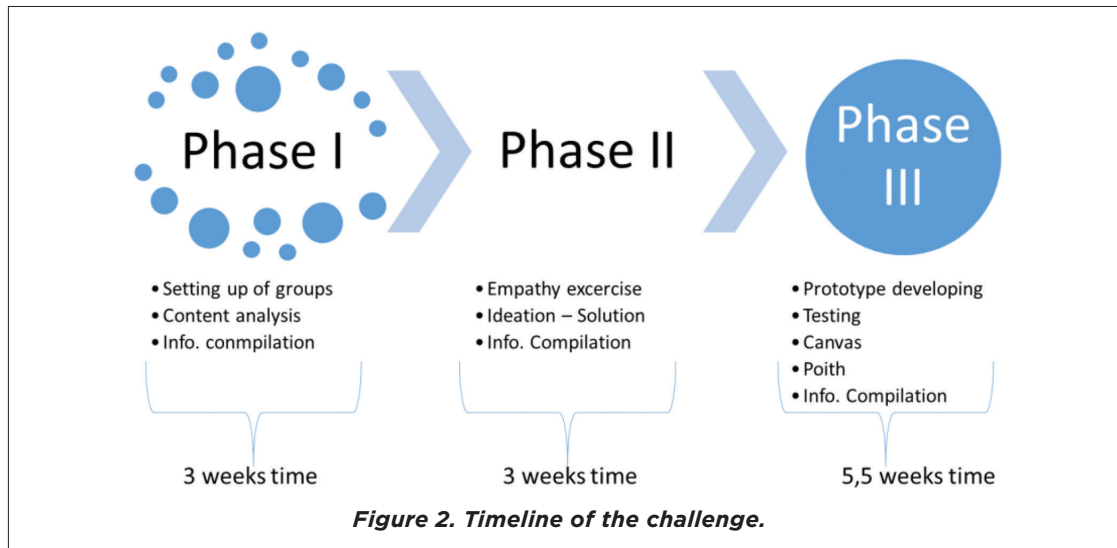 Phase I
Phase II
Phase
III
• Setting up of groups
• Content analysis
• Info. conmpilation
• Empathy excercise
• Ideation – Solution
• Info. Compilation
• Prototype developing
• Testing
• Canvas
• Poith
• Info. Compilation
3 weeks time
3 weeks time
5,5 weeks time
Figure 2. Timeline of the challenge.